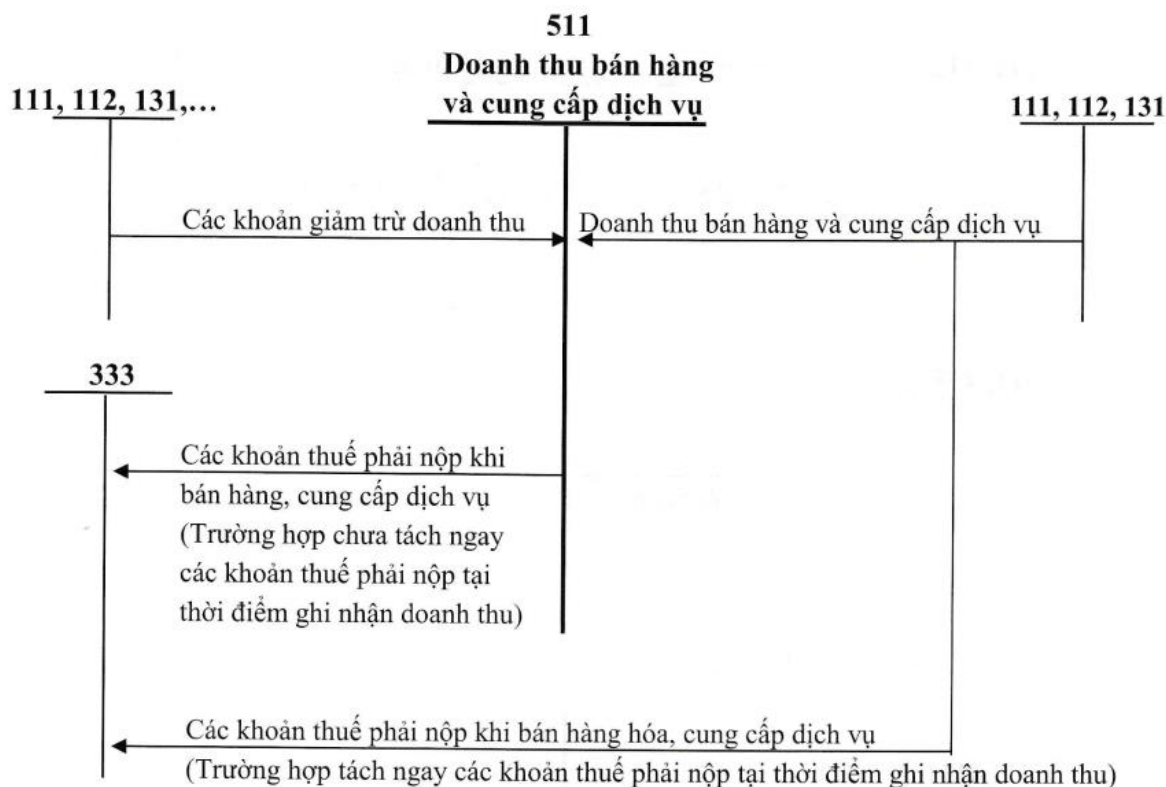 511
Doanh thu bán hàng
và cung cấp dịch vụ
111, 112, 131,…
111, 112, 131
Các khoản giảm trừ doanh thu
Doanh thu bán hàng và cung cấp dịch vụ
333
Các khoản thuế phải nộp khi
bán hàng, cung cấp dịch vụ
(Trường hợp chưa tách ngay
các khoản thuế phải nộp tại
thời điểm ghi nhận doanh thu)
Các khoản thuế phải nộp khi bán hàng hóa, cung cấp dịch vụ
(Trường hợp tách ngay các khoản thuế phải nộp tại thời điểm ghi nhận doanh thu)